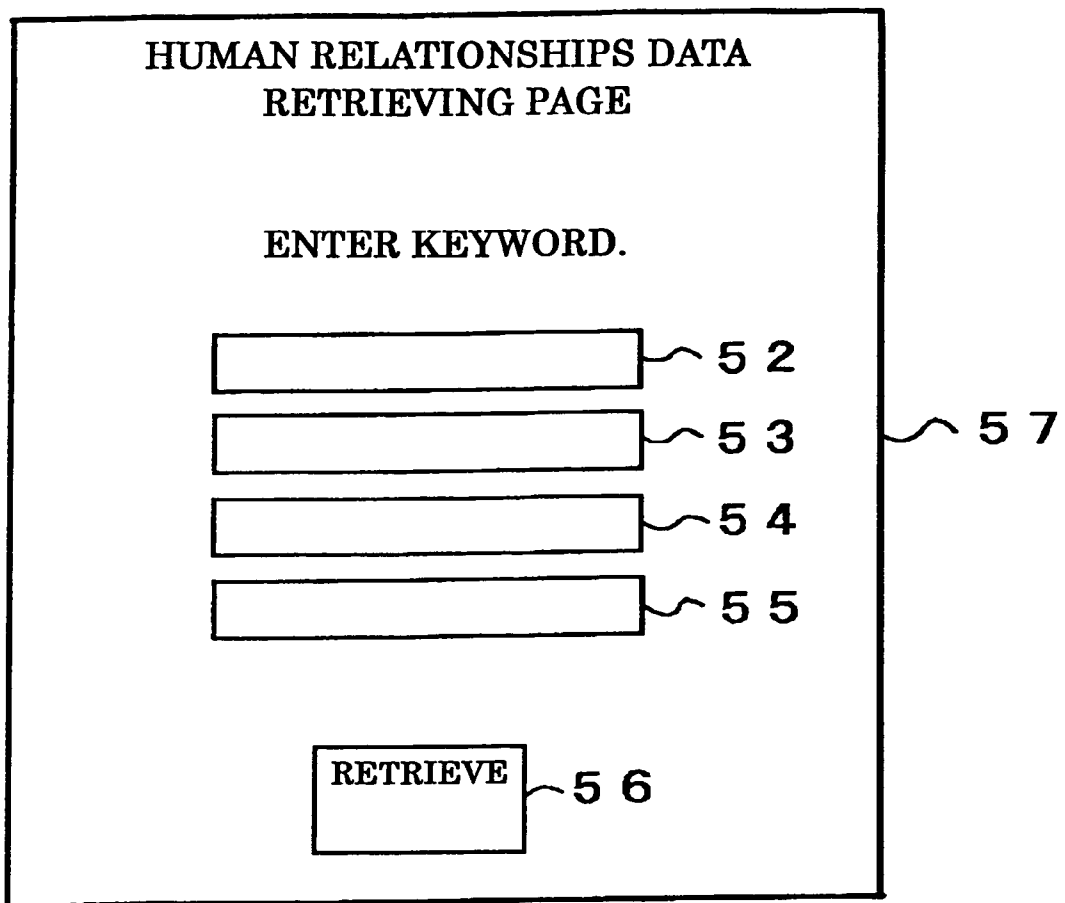 HUMAN RELATIONSHIPS DATA
RETRIEVING PAGE
ENTER KEYWORD.
52
53
57
54
55
RETRIEVE
56